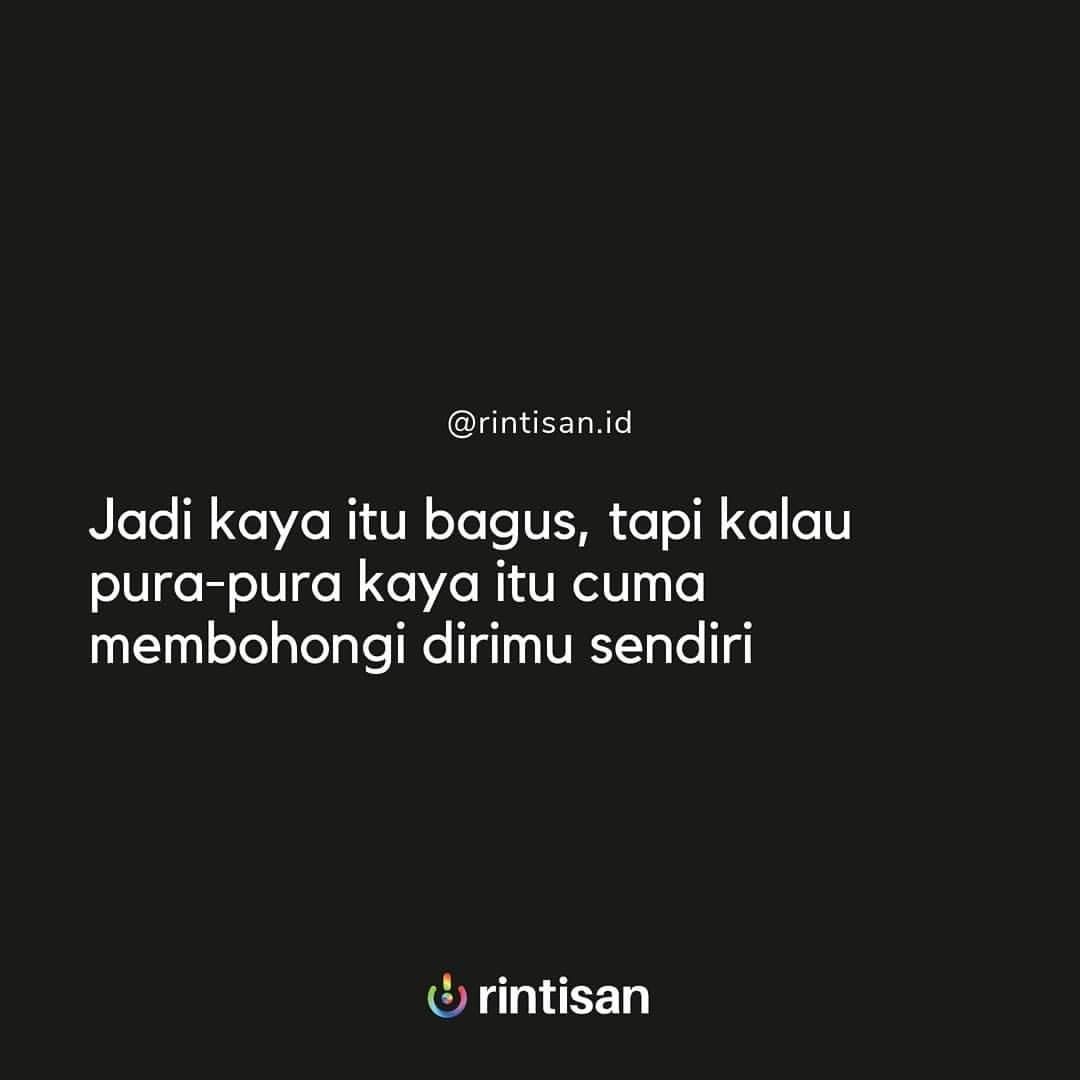 @rintisan.id
Jadi kaya itu bagus, tapi kalau
pura-pura kaya itu cuma
membohongi dirimu sendiri
rintisan